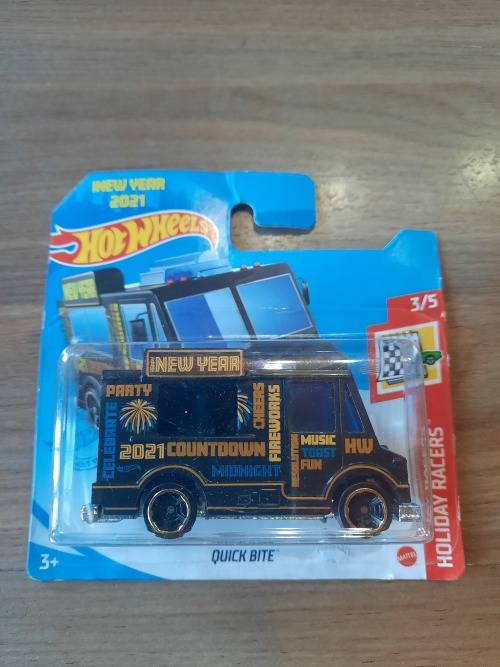 NEW YEAR
2021
HOT WHEELS
3/5
NEW YEAR
PARTY
CELEBRATE
2021
COUNTDOWN
MIDNIGHT
CHEERS
FIREWORKS
RESOLUTION
MUSIC
TOAST
FUN
HW
HOLIDAY RACERS
3+
QUICK BITE
MATTEL